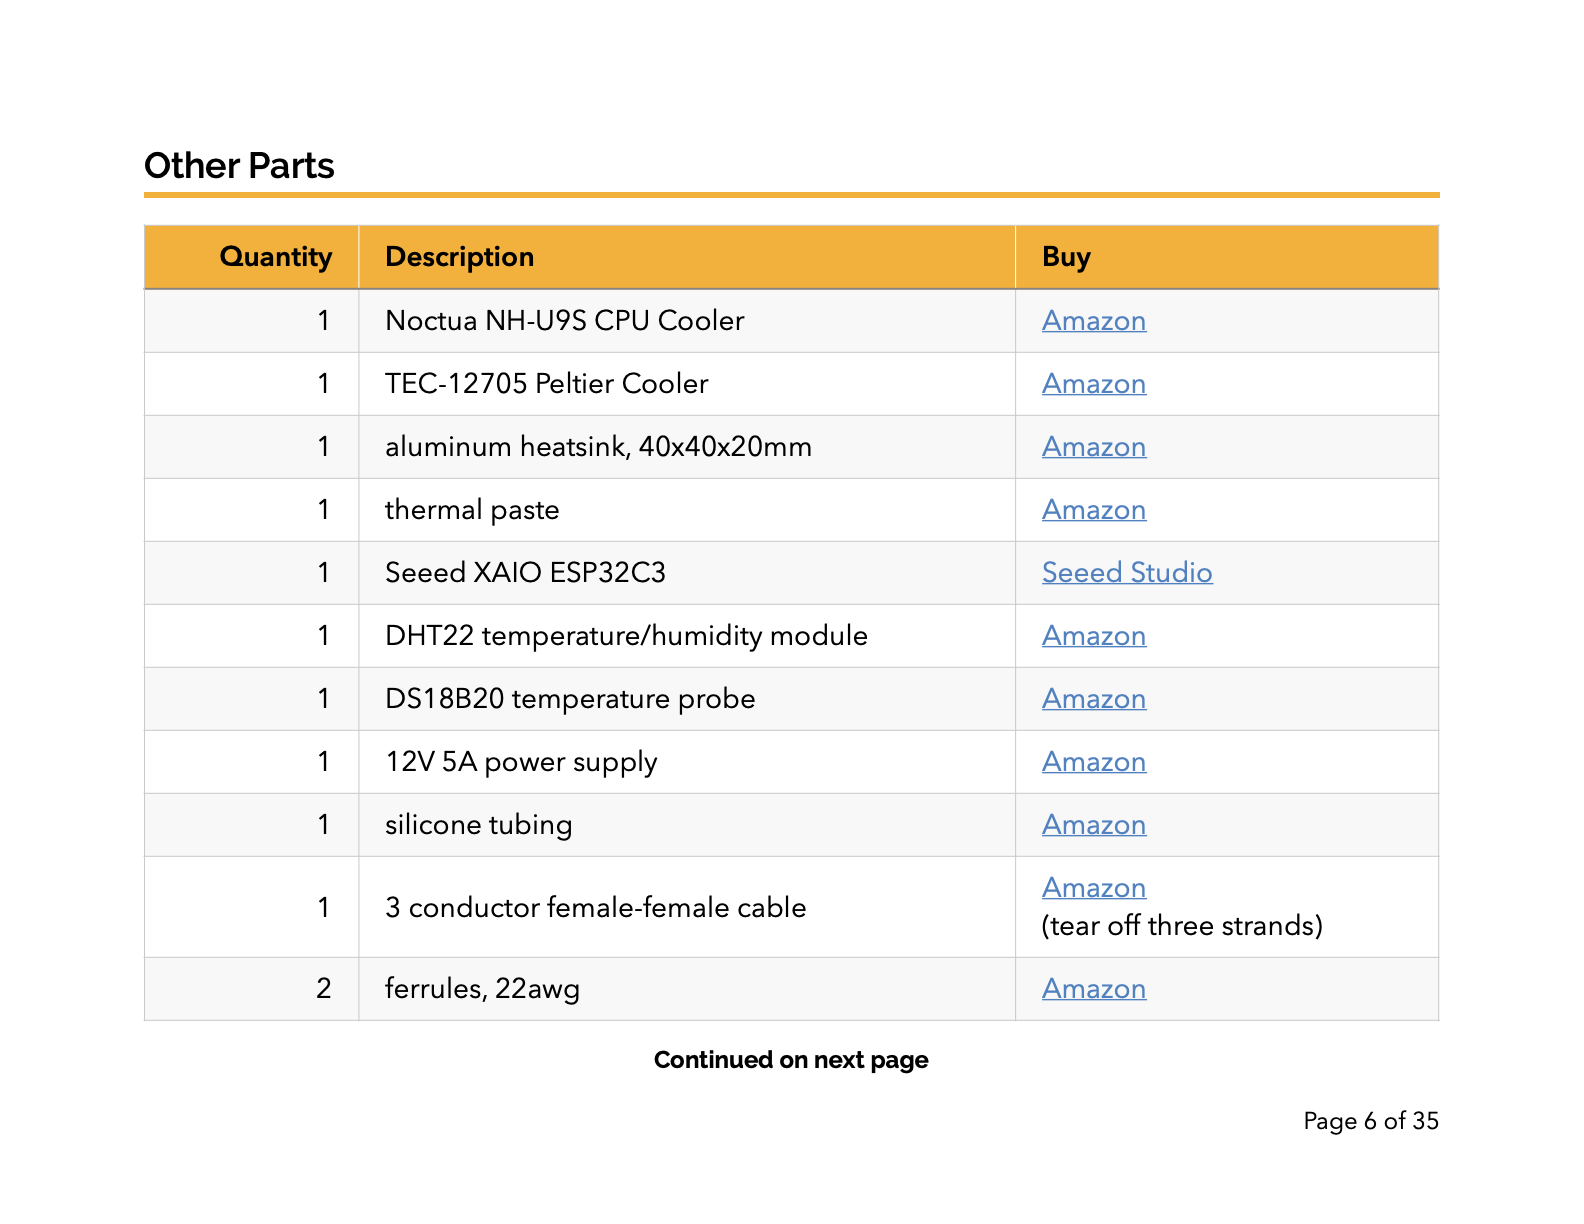 Other Parts
Quantity Description Buy
1 Noctua NH-U9S CPU Cooler Amazon
1 TEC-12705 Peltier Cooler Amazon
1 aluminum heatsink, 40x40x20mm Amazon
1 thermal paste Amazon
1 Seeed XAIO ESP32C3 Seeed Studio
1 DHT22 temperature/humidity module Amazon
1 DS18B20 temperature probe Amazon
1 12V 5A power supply Amazon
1 silicone tubing Amazon
1 3 conductor female-female cable Amazon
(tear off three strands)
2 ferrules, 22awg Amazon
Continued on next page
Page 6 of 35